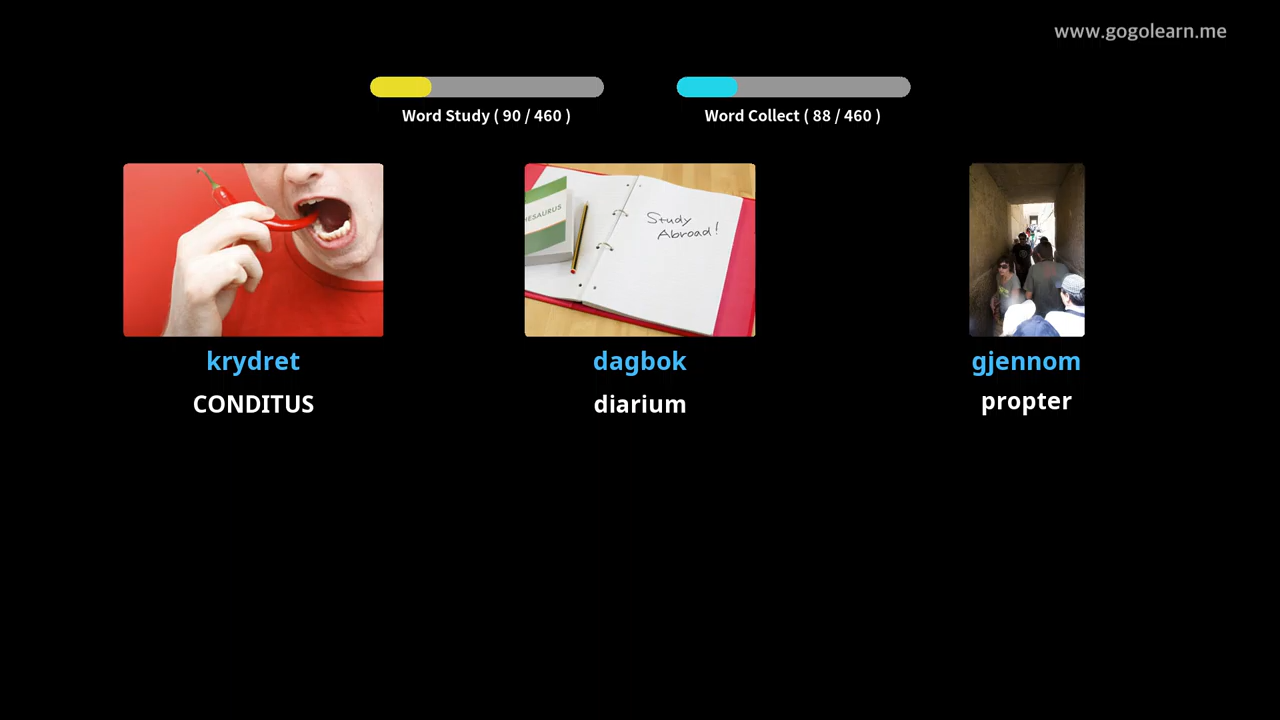 www.gogolearn.me
Word Study ( 90 / 460 )
Word Collect ( 88 / 460 )
HESAURUS
Study
Abroad!
krydret
dagbok
gjennom
CONDITUS
diarium
propter